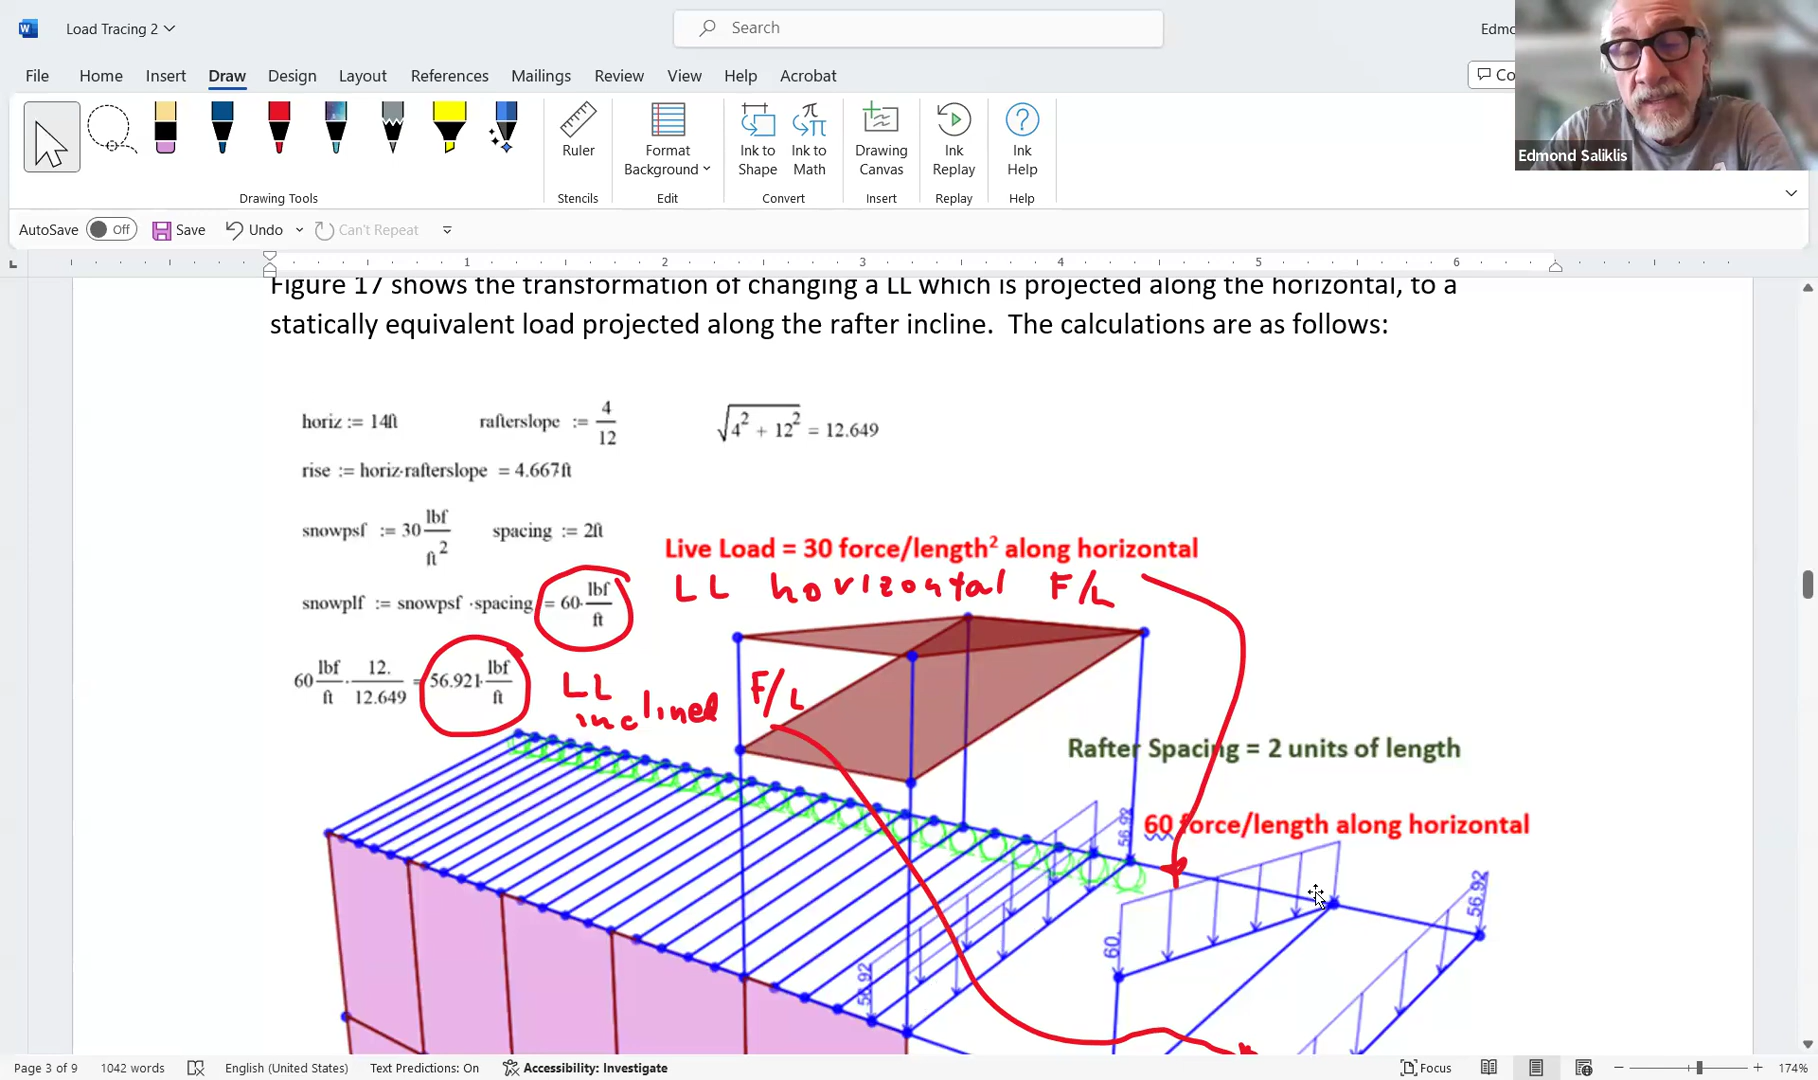 Load Tracing 2
Search
Edmo
File
Home
Insert
Draw
Design
Layout
References
Mailings
Review
View
Help
Acrobat
Co
Edmond Saliklis
Ruler
Format
Background
Ink to
Shape
Ink to
Math
Drawing
Canvas
Ink
Replay
Ink
Help
Drawing Tools
Stencils
Edit
Convert
Insert
Replay
Help
AutoSave
Off
Save
Undo
Can't Repeat
1 2 3 4 5 6
Figure 17 shows the transformation of changing a LL which is projected along the horizontal, to a
statically equivalent load projected along the rafter incline. The calculations are as follows:
horiz := 14ft
rafterslope := 4/12
√4² + 12² = 12.649
rise := horiz·rafterslope = 4.667ft
snowpsf := 30 lbf/ft²
spacing := 2ft
Live Load = 30 force/length² along horizontal
LL horizontal F/L
snowplf := snowpsf ·spacing = 60· lbf/ft
60 lbf/ft · 12./12.649 = 56.921· lbf/ft
LL
inclined F/L
Rafter Spacing = 2 units of length
60 force/length along horizontal
56.92
56.92
60.
56.92
Page 3 of 9
1042 words
English (United States)
Text Predictions: On
Accessibility: Investigate
Focus
174%